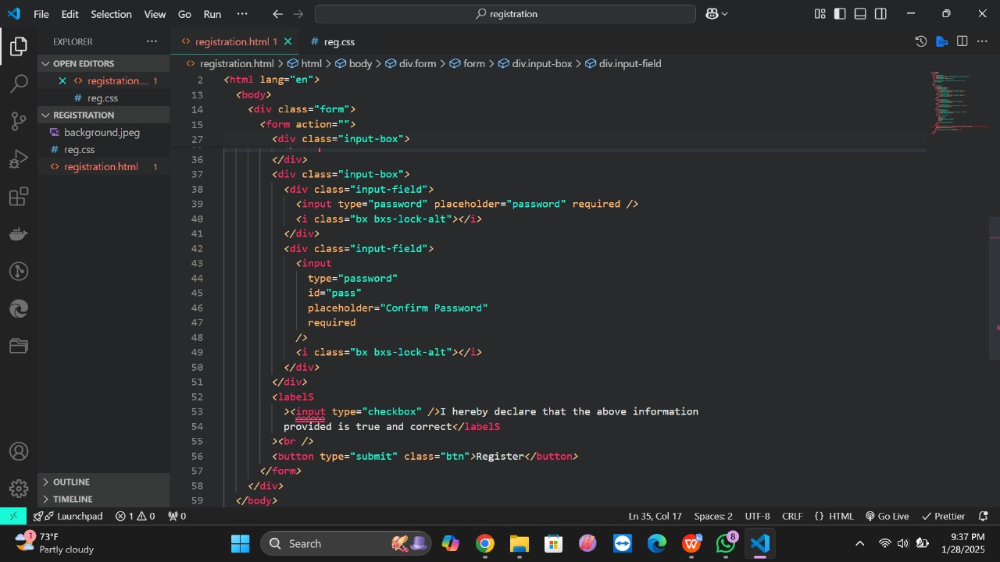 File Edit Selection View Go Run ... registration
EXPLORER ...
registration.html 1
# reg.css
OPEN EDITORS
registration.... 1
# reg.css
REGISTRATION
background.jpeg
# reg.css
registration.html 1
registration.html > html > body > div.form > form > div.input-box > div.input-field
2 <html lang="en">
13 <body>
14 <div class="form">
15 <form action="">
27 <div class="input-box">
36 </div>
37 <div class="input-box">
38 <div class="input-field">
39 <input type="password" placeholder="password" required />
40 <i class="bx bxs-lock-alt"></i>
41 </div>
42 <div class="input-field">
43 <input
44 type="password"
45 id="pass"
46 placeholder="Confirm Password"
47 required
48 />
49 <i class="bx bxs-lock-alt"></i>
50 </div>
51 </div>
52 <labelS
53 ><input type="checkbox" />I hereby declare that the above information
54 provided is true and correct</labelS
55 ><br />
56 <button type="submit" class="btn">Register</button>
57 </form>
58 </div>
59 </body>
OUTLINE
TIMELINE
Launchpad 1 0 0 Ln 35, Col 17 Spaces: 2 UTF-8 CRLF {} HTML Go Live Prettier
1 73°F
Partly cloudy
Search
8
9:37 PM
1/28/2025